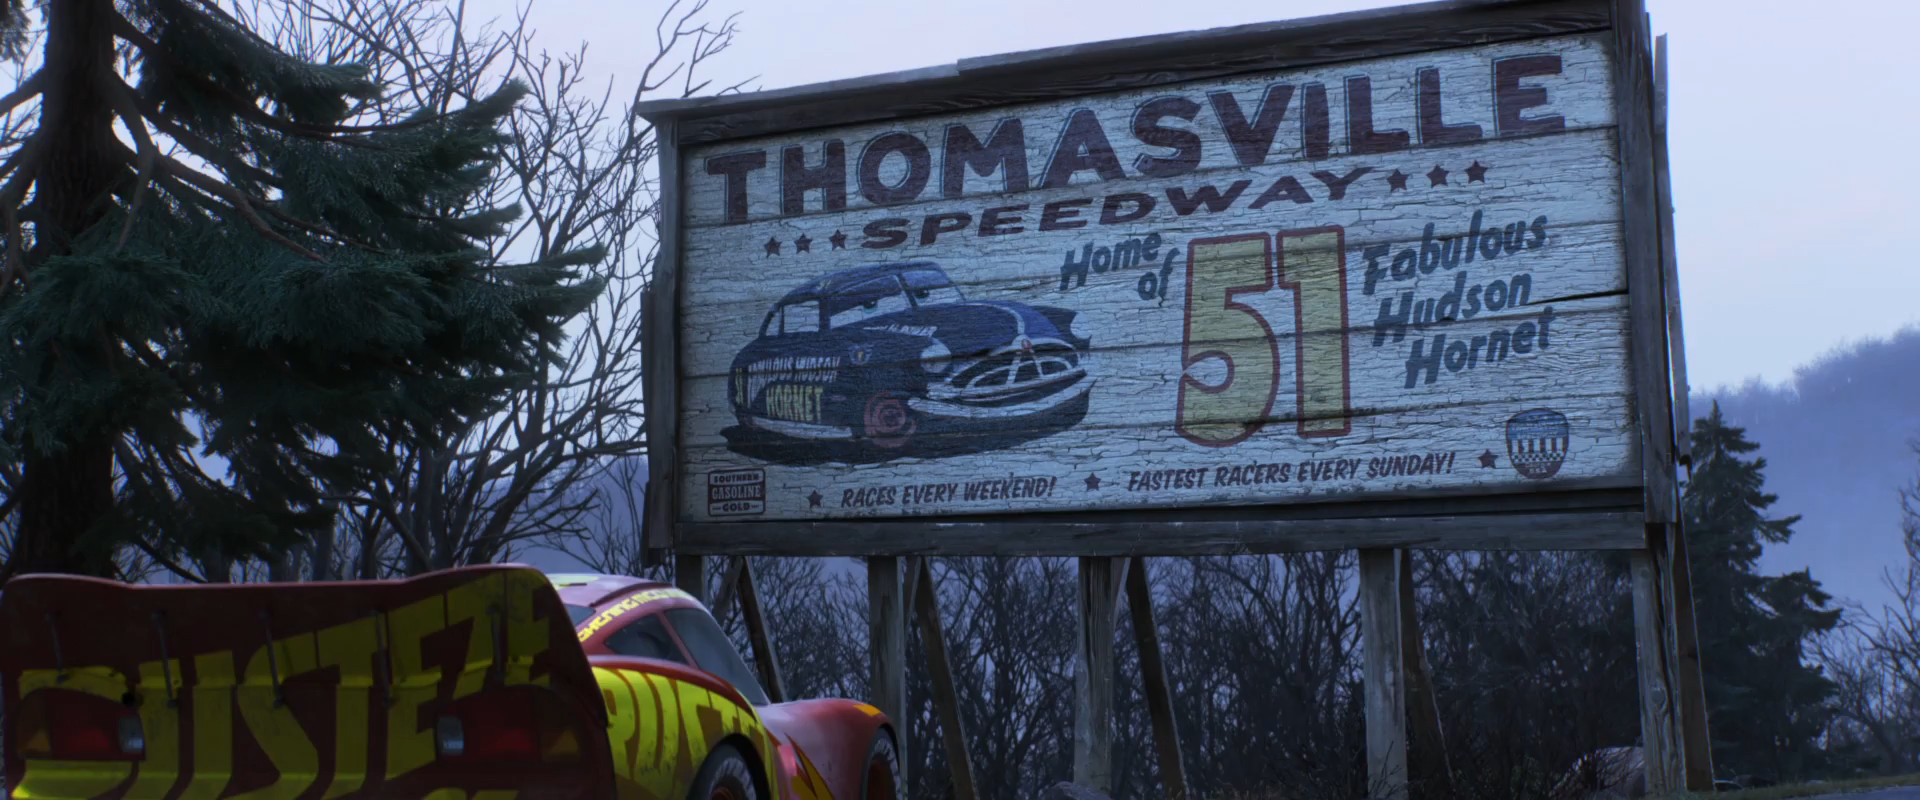 THOMASVILLE
SPEEDWAY
Home
of
51
Fabulous
Hudson
Hornet
HORNET
SOUTHERN
GASOLINE
GOLD
RACES EVERY WEEKEND!
FASTEST RACERS EVERY SUNDAY!